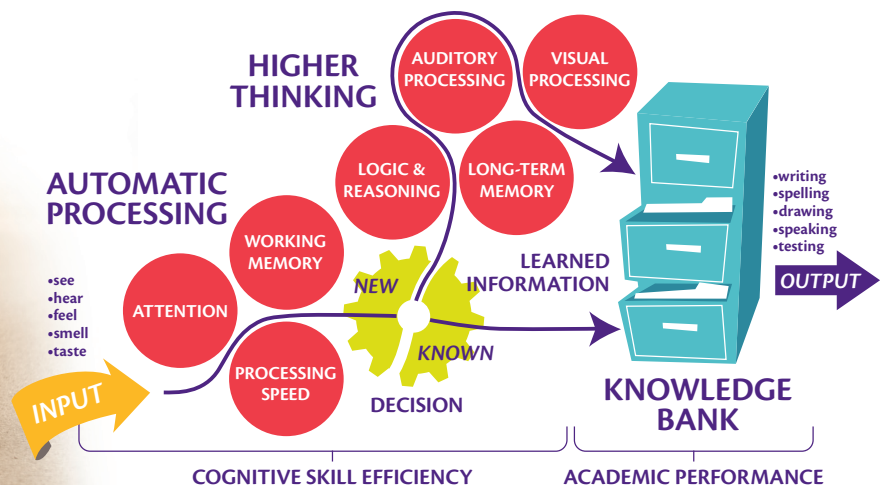 HIGHER
THINKING
AUDITORY
PROCESSING
VISUAL
PROCESSING
LOGIC &
REASONING
LONG-TERM
MEMORY
AUTOMATIC
PROCESSING
WORKING
MEMORY
ATTENTION
PROCESSING
SPEED
•see
•hear
•feel
•smell
•taste
INPUT
NEW
KNOWN
DECISION
LEARNED
INFORMATION
•writing
•spelling
•drawing
•speaking
•testing
OUTPUT
KNOWLEDGE
BANK
COGNITIVE SKILL EFFICIENCY
ACADEMIC PERFORMANCE